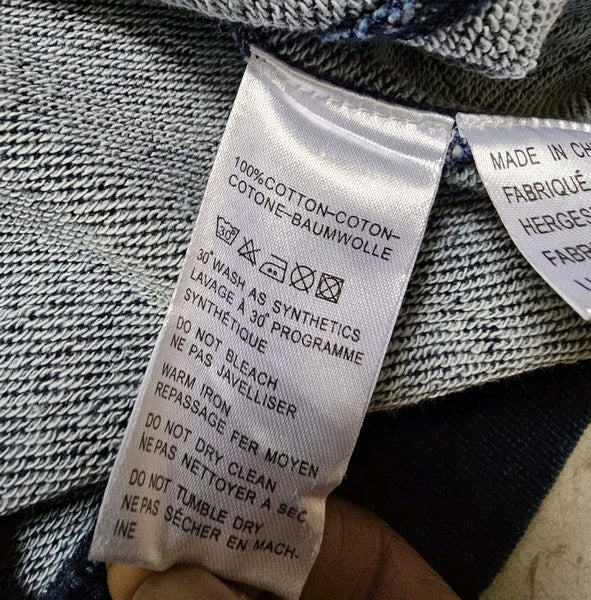 100%COTTON-COTON-
COTONE-BAUMWOLLE
30°
30°WASH AS SYNTHETICS
LAVAGE À 30° PROGRAMME
SYNTHÉTIQUE
DO NOT BLEACH
NE PAS JAVELLISER
WARM IRON
REPASSAGE FER MOYEN
DO NOT DRY CLEAN
NE PAS NETTOYER A SEC
DO NOT TUMBLE DRY
NE PAS SÉCHER EN MACH-
INE
MADE IN CH
FABRIQUÉ
HERGES
FABR